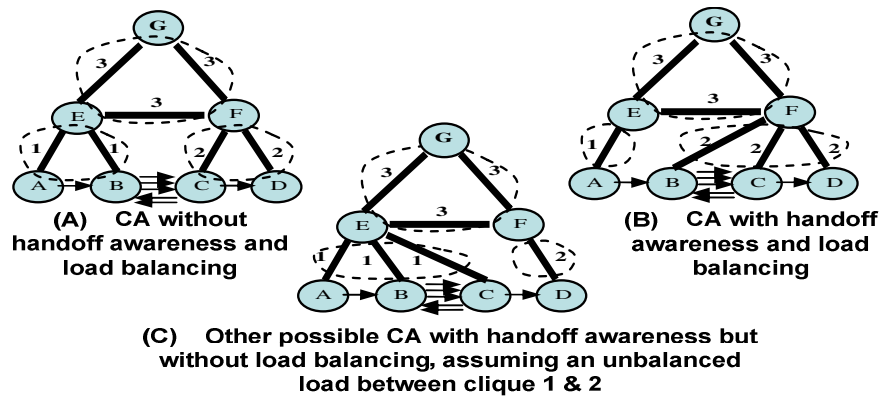 G
3 3
3
E F
1 1 2 2
A B C D
(A) CA without
handoff awareness and
load balancing
G
3 3
3
E F
1 2 2 2
A B C D
(B) CA with handoff
awareness and load
balancing
G
3 3
3
E F
1 1 1 2
A B C D
(C) Other possible CA with handoff awareness but
without load balancing, assuming an unbalanced
load between clique 1 & 2